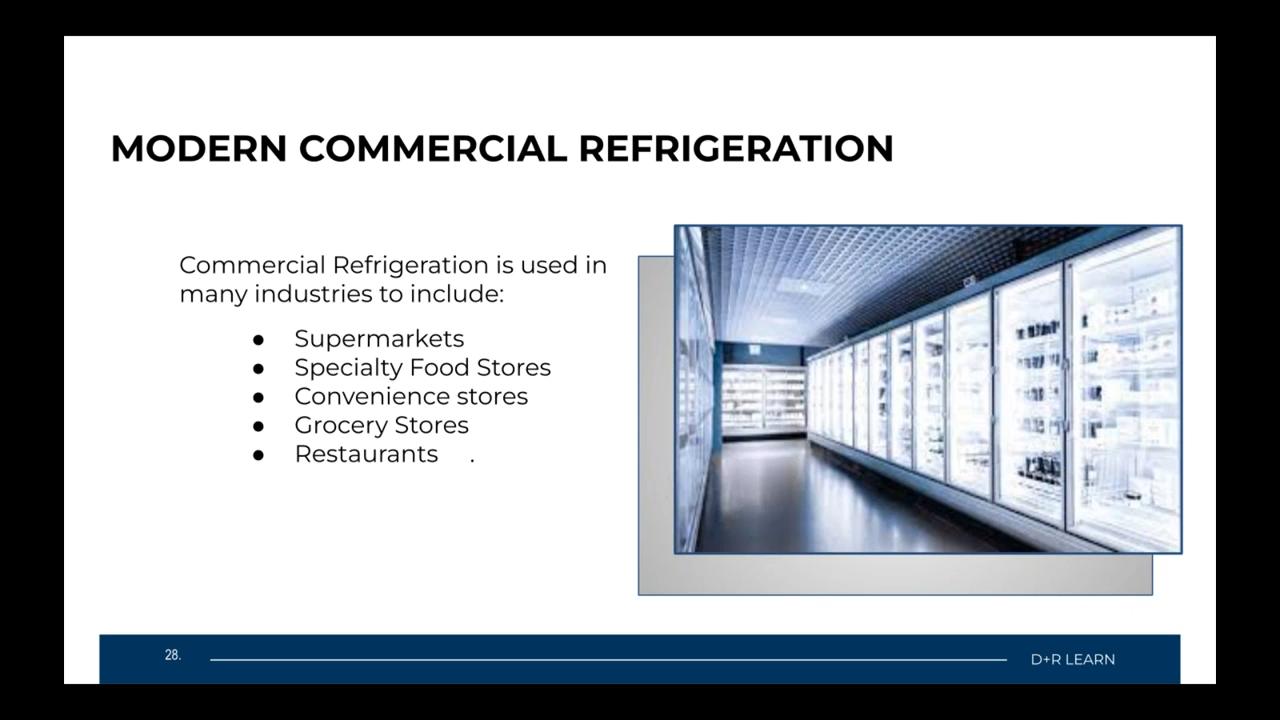 MODERN COMMERCIAL REFRIGERATION
Commercial Refrigeration is used in
many industries to include:
● Supermarkets
● Specialty Food Stores
● Convenience stores
● Grocery Stores
● Restaurants .
28.
D+R LEARN